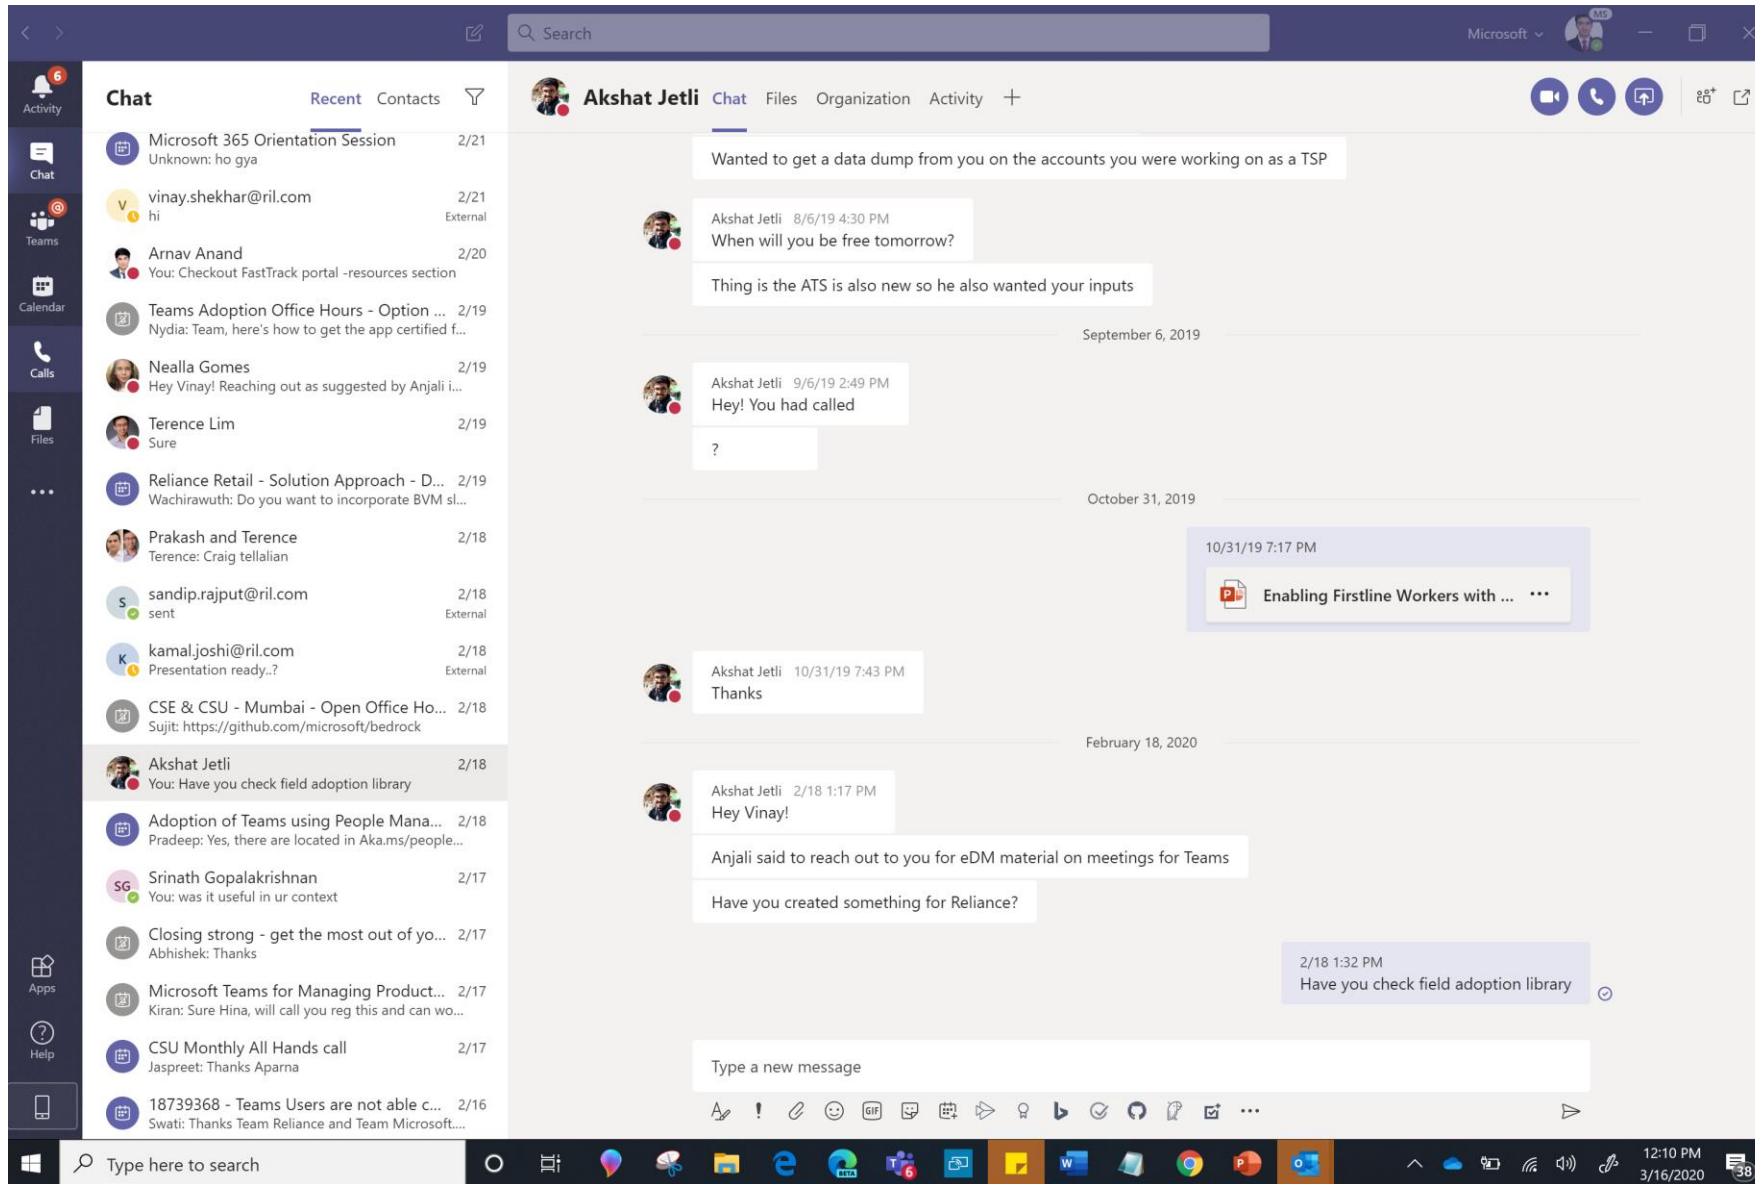 Search
Microsoft
MS
6
Activity
Chat
Teams
Calendar
Calls
Files
Apps
Help
Chat
Recent
Contacts
Microsoft 365 Orientation Session 2/21
Unknown: ho gya
V
vinay.shekhar@ril.com 2/21
hi External
Arnav Anand 2/20
You: Checkout FastTrack portal -resources section
Teams Adoption Office Hours - Option ... 2/19
Nydia: Team, here's how to get the app certified f...
Nealla Gomes 2/19
Hey Vinay! Reaching out as suggested by Anjali i...
Terence Lim 2/19
Sure
Reliance Retail - Solution Approach - D... 2/19
Wachirawuth: Do you want to incorporate BVM sl...
Prakash and Terence 2/18
Terence: Craig tellalian
S
sandip.rajput@ril.com 2/18
sent External
K
kamal.joshi@ril.com 2/18
Presentation ready..? External
CSE & CSU - Mumbai - Open Office Ho... 2/18
Sujit: https://github.com/microsoft/bedrock
Akshat Jetli 2/18
You: Have you check field adoption library
Adoption of Teams using People Mana... 2/18
Pradeep: Yes, there are located in Aka.ms/people...
SG
Srinath Gopalakrishnan 2/17
You: was it useful in ur context
Closing strong - get the most out of yo... 2/17
Abhishek: Thanks
Microsoft Teams for Managing Product... 2/17
Kiran: Sure Hina, will call you reg this and can wo...
CSU Monthly All Hands call 2/17
Jaspreet: Thanks Aparna
18739368 - Teams Users are not able c... 2/16
Swati: Thanks Team Reliance and Team Microsoft....
Akshat Jetli Chat Files Organization Activity
Wanted to get a data dump from you on the accounts you were working on as a TSP
Akshat Jetli 8/6/19 4:30 PM
When will you be free tomorrow?
Thing is the ATS is also new so he also wanted your inputs
September 6, 2019
Akshat Jetli 9/6/19 2:49 PM
Hey! You had called
?
October 31, 2019
10/31/19 7:17 PM
Enabling Firstline Workers with ...
Akshat Jetli 10/31/19 7:43 PM
Thanks
February 18, 2020
Akshat Jetli 2/18 1:17 PM
Hey Vinay!
Anjali said to reach out to you for eDM material on meetings for Teams
Have you created something for Reliance?
2/18 1:32 PM
Have you check field adoption library
Type a new message
GIF
Type here to search
BETA
6
12:10 PM
3/16/2020
38